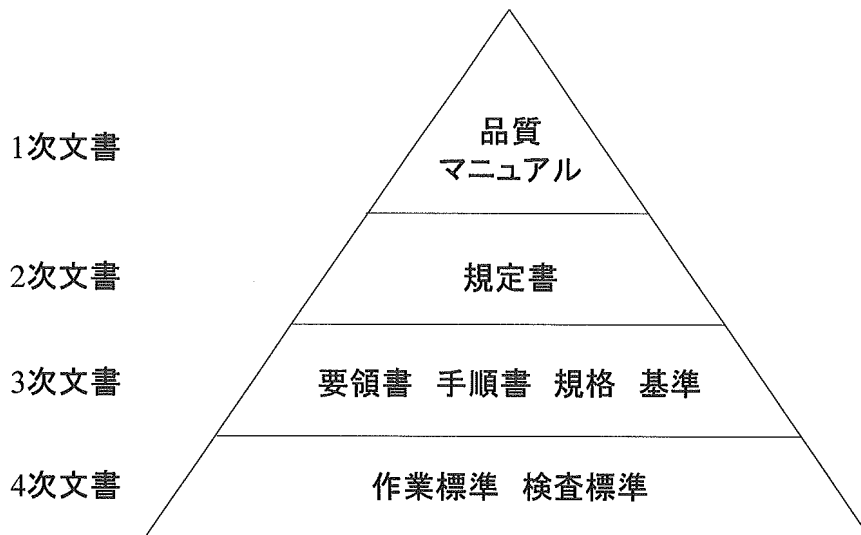 1次文書
品質
マニュアル
2次文書
規定書
3次文書
要領書 手順書 規格 基準
4次文書
作業標準 検査標準